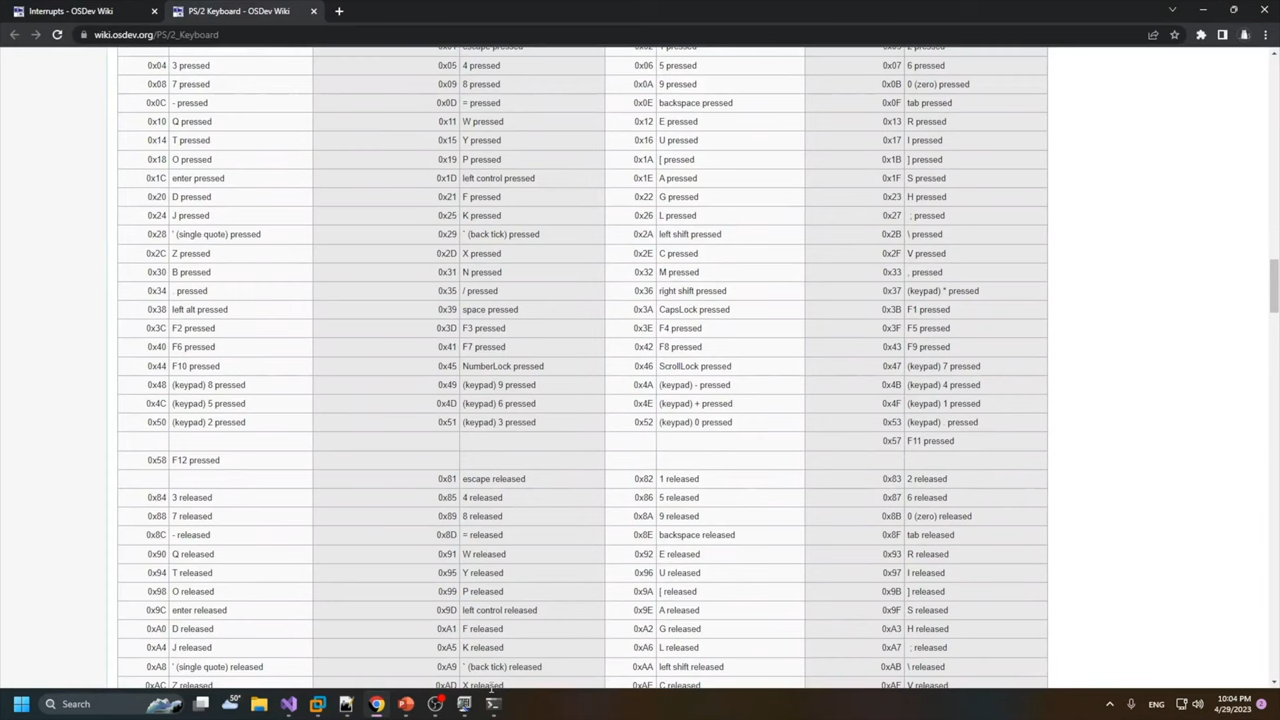 Interrupts - OSDev Wiki
PS/2 Keyboard - OSDev Wiki
wiki.osdev.org/PS/2_Keyboard
0x04 3 pressed 0x05 4 pressed 0x06 5 pressed 0x07 6 pressed
0x08 7 pressed 0x09 8 pressed 0x0A 9 pressed 0x0B 0 (zero) pressed
0x0C - pressed 0x0D = pressed 0x0E backspace pressed 0x0F tab pressed
0x10 Q pressed 0x11 W pressed 0x12 E pressed 0x13 R pressed
0x14 T pressed 0x15 Y pressed 0x16 U pressed 0x17 I pressed
0x18 O pressed 0x19 P pressed 0x1A [ pressed 0x1B ] pressed
0x1C enter pressed 0x1D left control pressed 0x1E A pressed 0x1F S pressed
0x20 D pressed 0x21 F pressed 0x22 G pressed 0x23 H pressed
0x24 J pressed 0x25 K pressed 0x26 L pressed 0x27 ; pressed
0x28 ' (single quote) pressed 0x29 ` (back tick) pressed 0x2A left shift pressed 0x2B \ pressed
0x2C Z pressed 0x2D X pressed 0x2E C pressed 0x2F V pressed
0x30 B pressed 0x31 N pressed 0x32 M pressed 0x33 , pressed
0x34 . pressed 0x35 / pressed 0x36 right shift pressed 0x37 (keypad) * pressed
0x38 left alt pressed 0x39 space pressed 0x3A CapsLock pressed 0x3B F1 pressed
0x3C F2 pressed 0x3D F3 pressed 0x3E F4 pressed 0x3F F5 pressed
0x40 F6 pressed 0x41 F7 pressed 0x42 F8 pressed 0x43 F9 pressed
0x44 F10 pressed 0x45 NumberLock pressed 0x46 ScrollLock pressed 0x47 (keypad) 7 pressed
0x48 (keypad) 8 pressed 0x49 (keypad) 9 pressed 0x4A (keypad) - pressed 0x4B (keypad) 4 pressed
0x4C (keypad) 5 pressed 0x4D (keypad) 6 pressed 0x4E (keypad) + pressed 0x4F (keypad) 1 pressed
0x50 (keypad) 2 pressed 0x51 (keypad) 3 pressed 0x52 (keypad) 0 pressed 0x53 (keypad) . pressed
0x57 F11 pressed
0x58 F12 pressed
0x81 escape released 0x82 1 released 0x83 2 released
0x84 3 released 0x85 4 released 0x86 5 released 0x87 6 released
0x88 7 released 0x89 8 released 0x8A 9 released 0x8B 0 (zero) released
0x8C - released 0x8D = released 0x8E backspace released 0x8F tab released
0x90 Q released 0x91 W released 0x92 E released 0x93 R released
0x94 T released 0x95 Y released 0x96 U released 0x97 I released
0x98 O released 0x99 P released 0x9A [ released 0x9B ] released
0x9C enter released 0x9D left control released 0x9E A released 0x9F S released
0xA0 D released 0xA1 F released 0xA2 G released 0xA3 H released
0xA4 J released 0xA5 K released 0xA6 L released 0xA7 ; released
0xA8 ' (single quote) released 0xA9 ` (back tick) released 0xAA left shift released 0xAB \ released
0xAC Z released 0xAD X released 0xAE C released 0xAF V released
Search
ENG
10:04 PM
4/29/2023
2